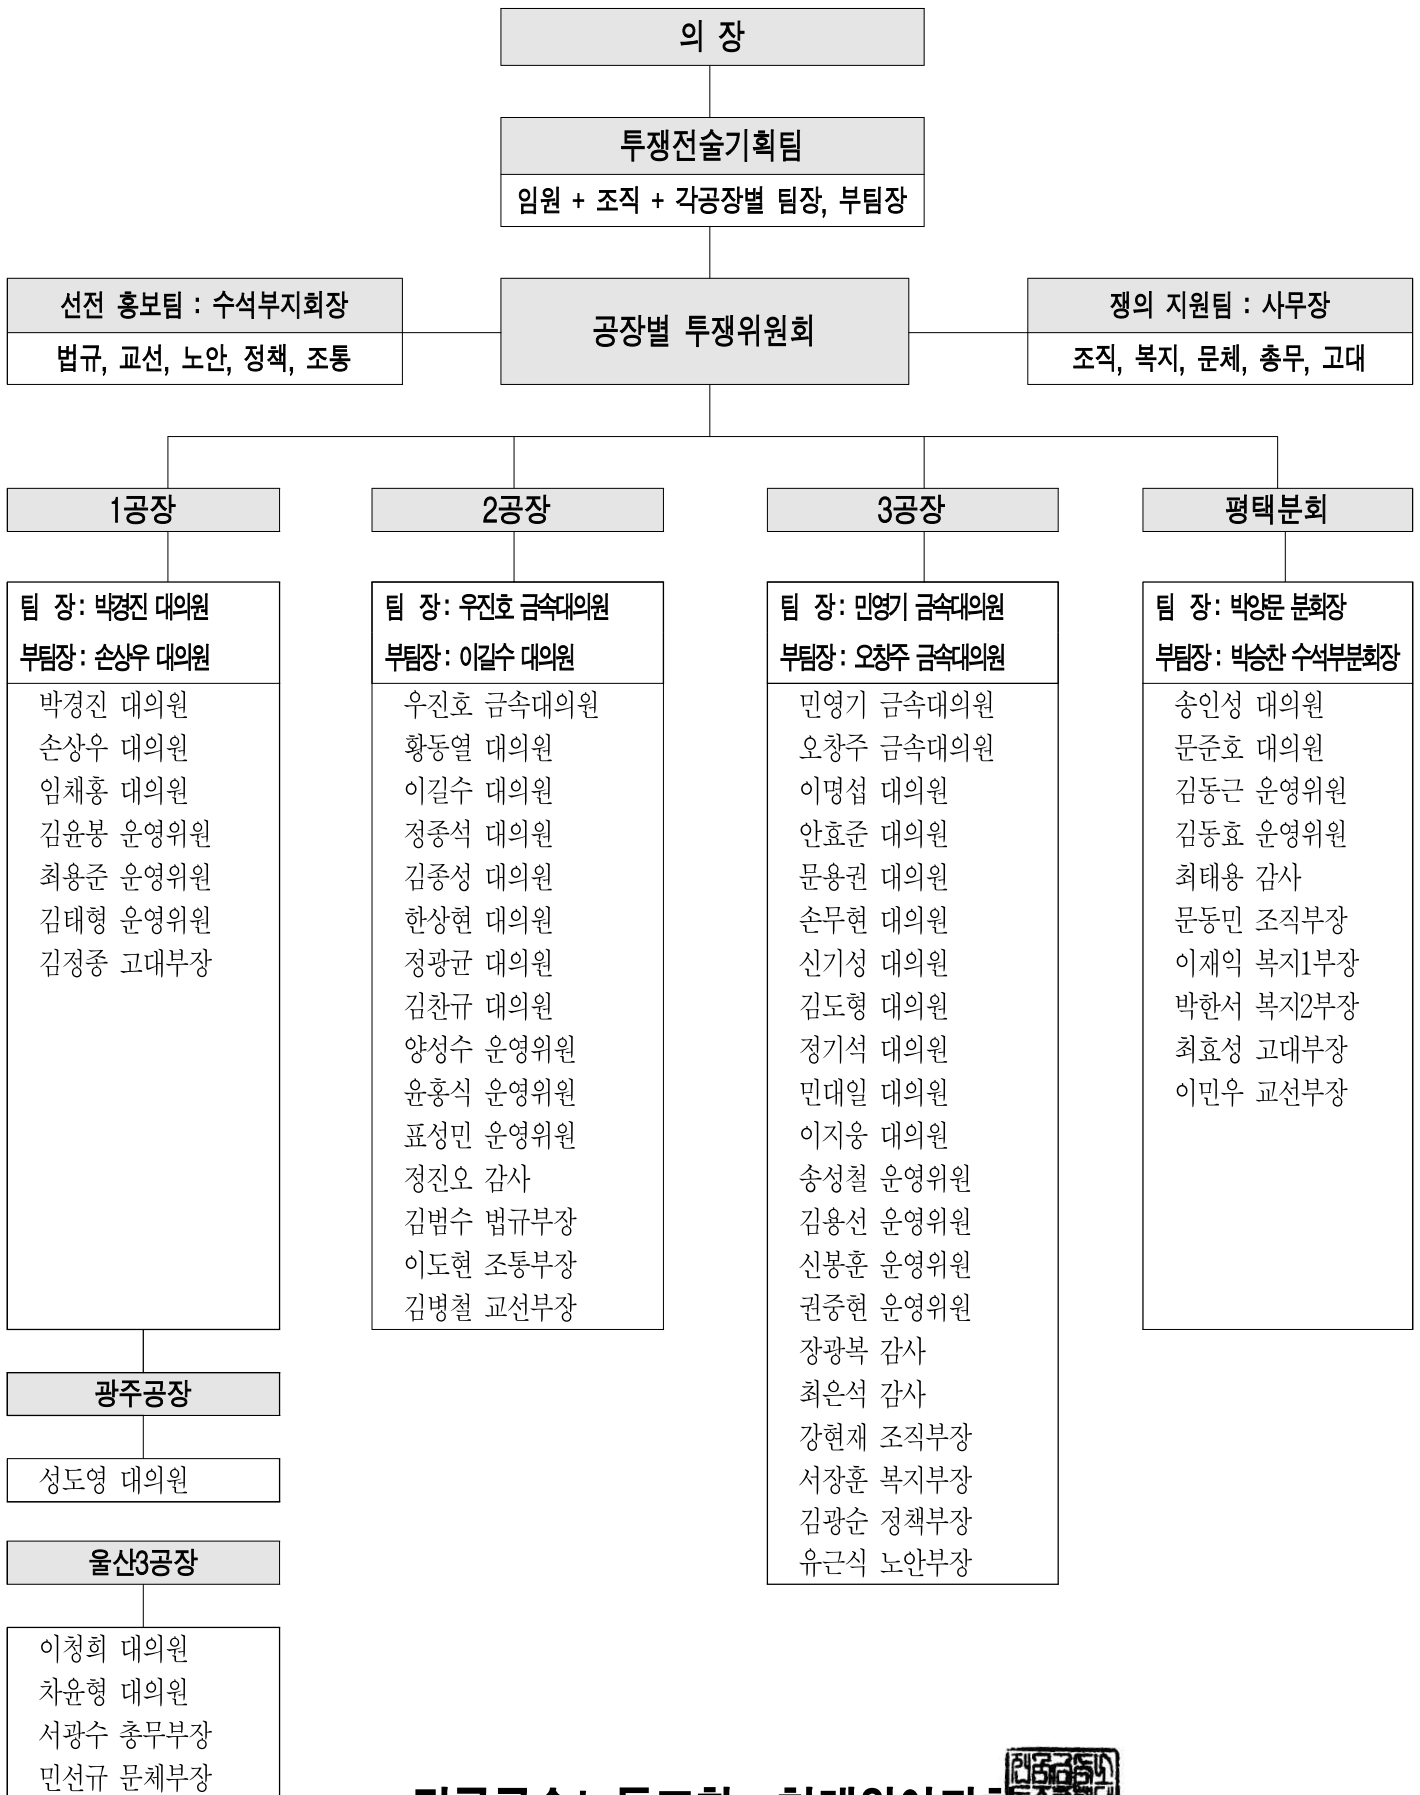 의 장
투쟁전술기획팀
임원 + 조직 + 각공장별 팀장, 부팀장
선전 홍보팀 : 수석부지회장
법규, 교선, 노안, 정책, 조통
공장별 투쟁위원회
쟁의 지원팀 : 사무장
조직, 복지, 문체, 총무, 고대
1공장
팀 장 : 박경진 대의원
부팀장 : 손상우 대의원
박경진 대의원
손상우 대의원
임채홍 대의원
김윤봉 운영위원
최용준 운영위원
김태형 운영위원
김정종 고대부장
광주공장
성도영 대의원
울산3공장
이청희 대의원
차윤형 대의원
서광수 총무부장
민선규 문체부장
2공장
팀 장 : 우진호 금속대의원
부팀장 : 이길수 대의원
우진호 금속대의원
황동열 대의원
이길수 대의원
정종석 대의원
김종성 대의원
한상현 대의원
정광균 대의원
김찬규 대의원
양성수 운영위원
윤홍식 운영위원
표성민 운영위원
정진오 감사
김범수 법규부장
이도현 조통부장
김병철 교선부장
3공장
팀 장 : 민영기 금속대의원
부팀장 : 오창주 금속대의원
민영기 금속대의원
오창주 금속대의원
이명섭 대의원
안효준 대의원
문용권 대의원
손무현 대의원
신기성 대의원
김도형 대의원
정기석 대의원
민대일 대의원
이지웅 대의원
송성철 운영위원
김용선 운영위원
신봉훈 운영위원
권중현 운영위원
장광복 감사
최은석 감사
강현재 조직부장
서장훈 복지부장
김광순 정책부장
유근식 노안부장
평택분회
팀 장 : 박양문 분회장
부팀장 : 박승찬 수석부분회장
송인성 대의원
문준호 대의원
김동근 운영위원
김동효 운영위원
최태용 감사
문동민 조직부장
이재익 복지1부장
박한서 복지2부장
최효성 고대부장
이민우 교선부장